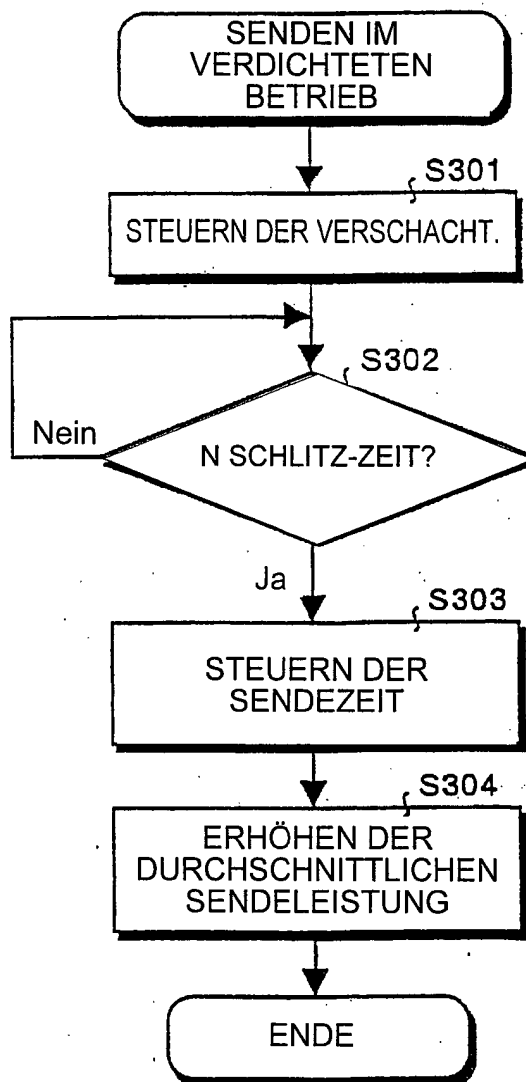 SENDEN IM
VERDICHTETEN
BETRIEB
S301
STEUERN DER VERSCHACHT.
S302
Nein
N SCHLITZ-ZEIT?
Ja
S303
STEUERN DER
SENDEZEIT
S304
ERHÖHEN DER
DURCHSCHNITTLICHEN
SENDELEISTUNG
ENDE